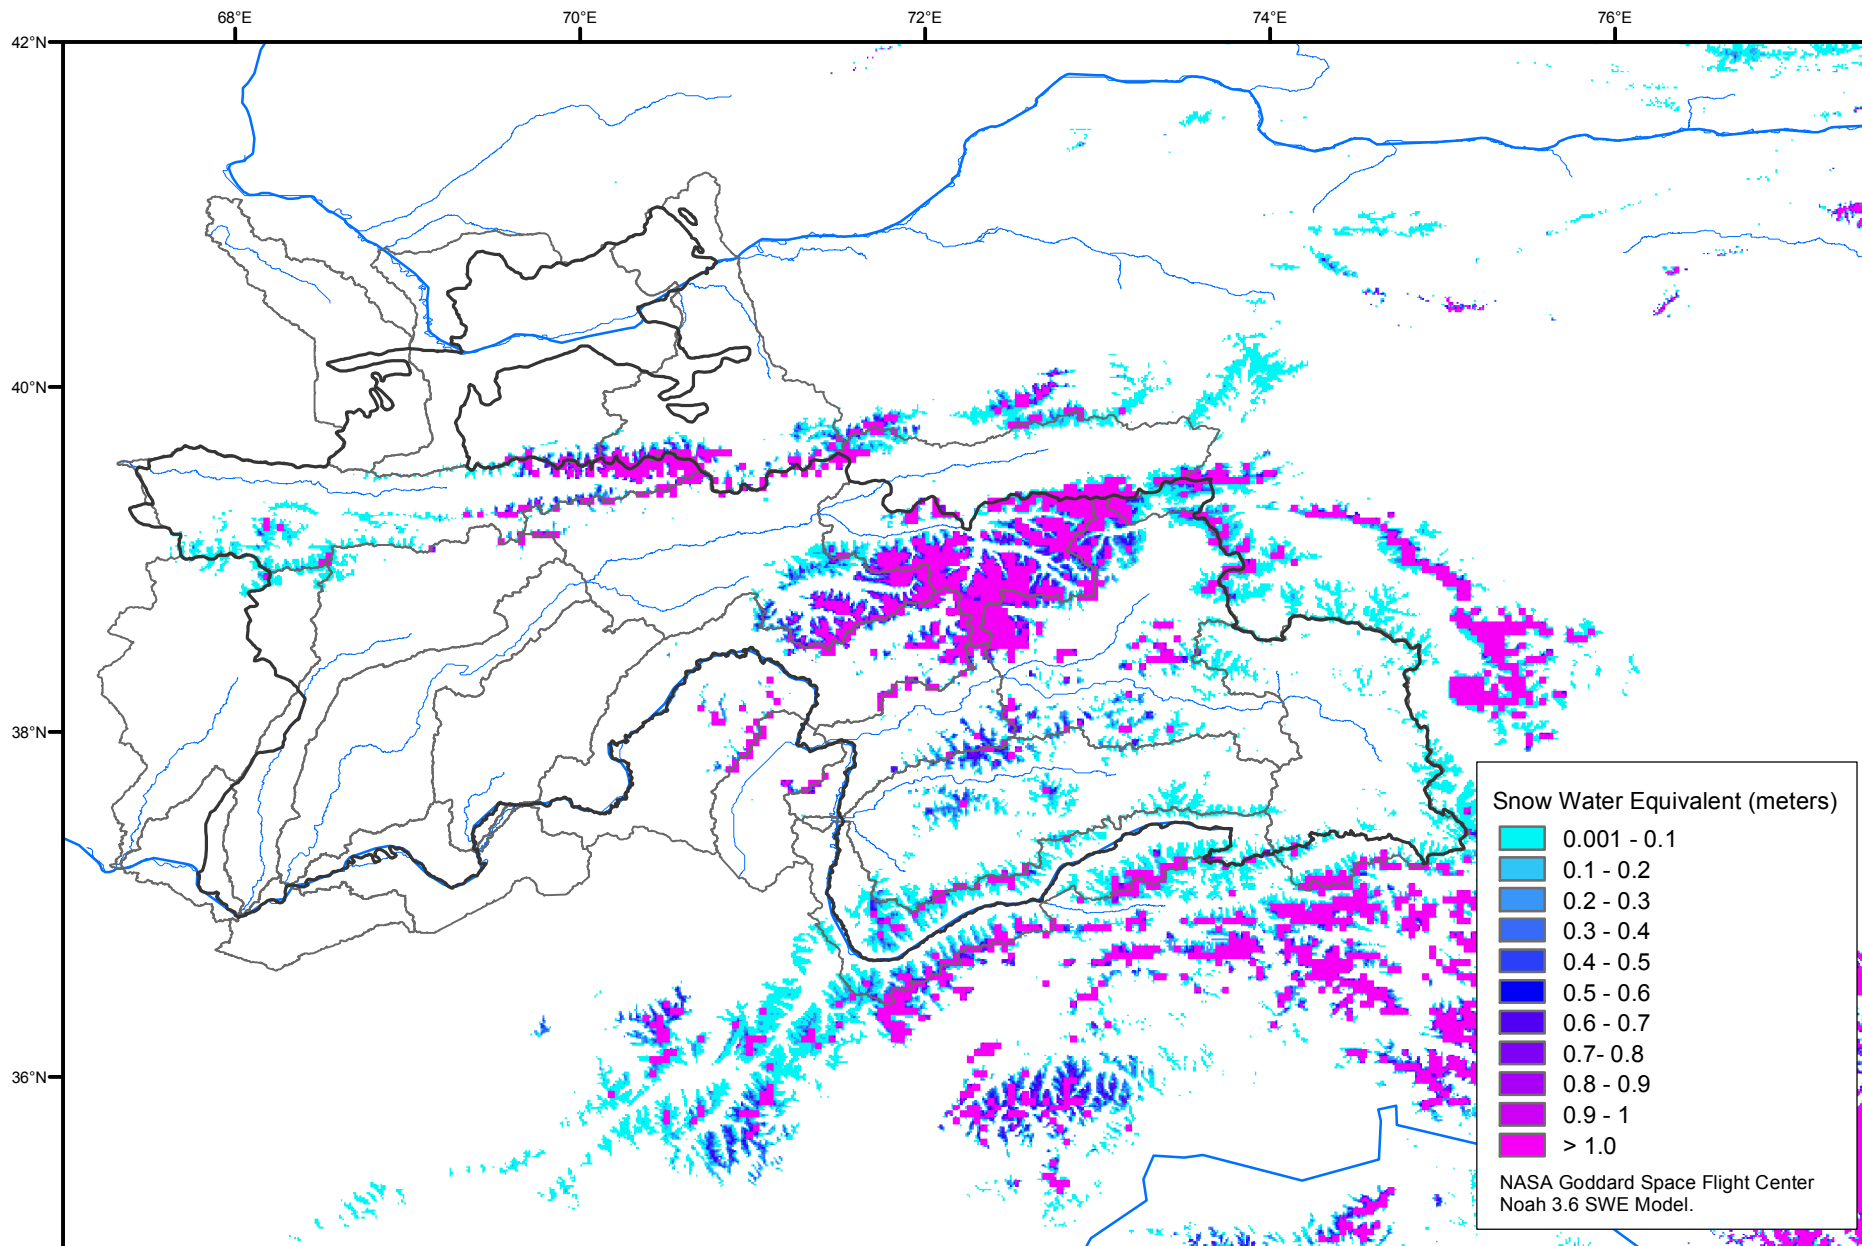 68°E
70°E
72°E
74°E
76°E
42°N
40°N
38°N
36°N
Snow Water Equivalent (meters)
0.001 - 0.1
0.1 - 0.2
0.2 - 0.3
0.3 - 0.4
0.4 - 0.5
0.5 - 0.6
0.6 - 0.7
0.7- 0.8
0.8 - 0.9
0.9 - 1
> 1.0
NASA Goddard Space Flight Center
Noah 3.6 SWE Model.